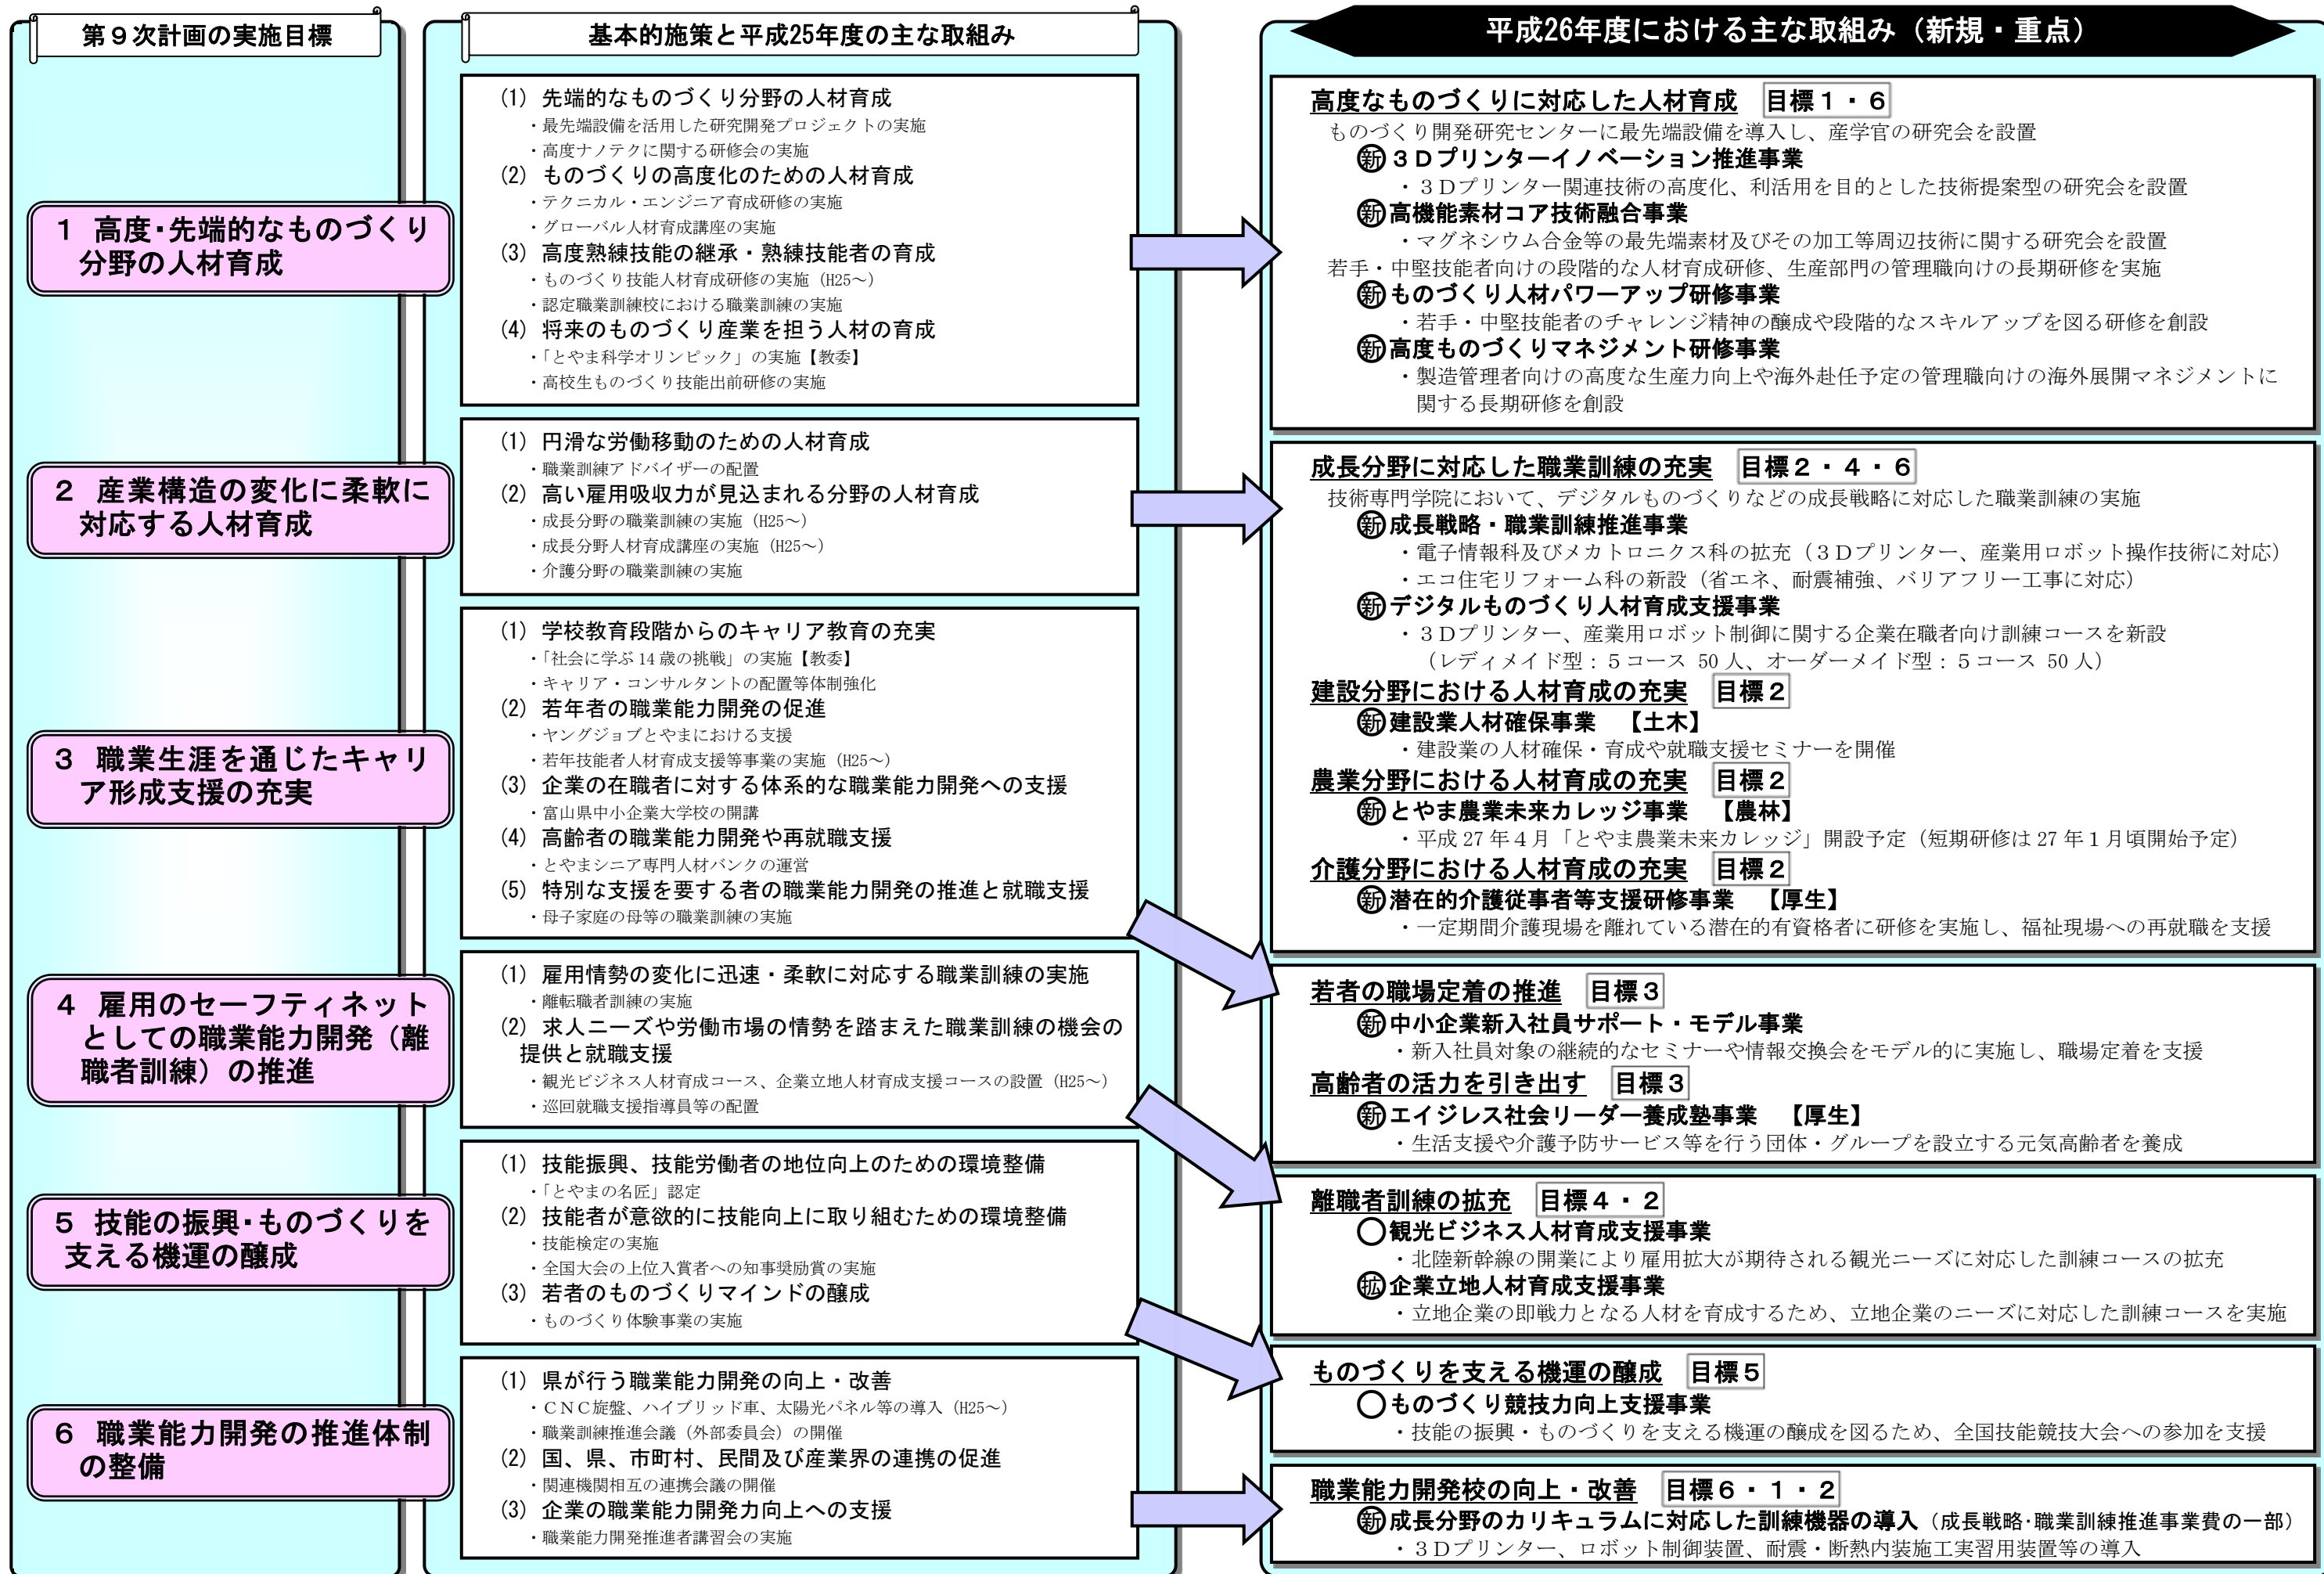 第９次計画の実施目標
1 高度・先端的なものづくり
分野の人材育成
2 産業構造の変化に柔軟に
対応する人材育成
3 職業生涯を通じたキャリ
ア形成支援の充実
4 雇用のセーフティネット
としての職業能力開発（離
職者訓練）の推進
5 技能の振興・ものづくりを
支える機運の醸成
6 職業能力開発の推進体制
の整備
基本的施策と平成25年度の主な取組み
(1) 先端的なものづくり分野の人材育成
・最先端設備を活用した研究開発プロジェクトの実施
・高度ナノテクに関する研修会の実施
(2) ものづくりの高度化のための人材育成
・テクニカル・エンジニア育成研修の実施
・グローバル人材育成講座の実施
(3) 高度熟練技能の継承・熟練技能者の育成
・ものづくり技能人材育成研修の実施（H25～）
・認定職業訓練校における職業訓練の実施
(4) 将来のものづくり産業を担う人材の育成
・「とやま科学オリンピック」の実施【教委】
・高校生ものづくり技能出前研修の実施
(1) 円滑な労働移動のための人材育成
・職業訓練アドバイザーの配置
(2) 高い雇用吸収力が見込まれる分野の人材育成
・成長分野の職業訓練の実施（H25～）
・成長分野人材育成講座の実施（H25～）
・介護分野の職業訓練の実施
(1) 学校教育段階からのキャリア教育の充実
・「社会に学ぶ 14 歳の挑戦」の実施【教委】
・キャリア・コンサルタントの配置等体制強化
(2) 若年者の職業能力開発の促進
・ヤングジョブとやまにおける支援
・若年技能者人材育成支援等事業の実施（H25～）
(3) 企業の在職者に対する体系的な職業能力開発への支援
・富山県中小企業大学校の開講
(4) 高齢者の職業能力開発や再就職支援
・とやまシニア専門人材バンクの運営
(5) 特別な支援を要する者の職業能力開発の推進と就職支援
・母子家庭の母等の職業訓練の実施
(1) 雇用情勢の変化に迅速・柔軟に対応する職業訓練の実施
・離転職者訓練の実施
(2) 求人ニーズや労働市場の情勢を踏まえた職業訓練の機会の
提供と就職支援
・観光ビジネス人材育成コース、企業立地人材育成支援コースの設置（H25～）
・巡回就職支援指導員等の配置
(1) 技能振興、技能労働者の地位向上のための環境整備
・「とやまの名匠」認定
(2) 技能者が意欲的に技能向上に取り組むための環境整備
・技能検定の実施
・全国大会の上位入賞者への知事奨励賞の実施
(3) 若者のものづくりマインドの醸成
・ものづくり体験事業の実施
(1) 県が行う職業能力開発の向上・改善
・ＣＮＣ旋盤、ハイブリッド車、太陽光パネル等の導入（H25～）
・職業訓練推進会議（外部委員会）の開催
(2) 国、県、市町村、民間及び産業界の連携の促進
・関連機関相互の連携会議の開催
(3) 企業の職業能力開発力向上への支援
・職業能力開発推進者講習会の実施
平成26年度における主な取組み（新規・重点）
高度なものづくりに対応した人材育成 目標１・６
ものづくり開発研究センターに最先端設備を導入し、産学官の研究会を設置
㊟新 ３Ｄプリンターイノベーション推進事業
・３Ｄプリンター関連技術の高度化、利活用を目的とした技術提案型の研究会を設置
新 高機能素材コア技術融合事業
・マグネシウム合金等の最先端素材及びその加工等周辺技術に関する研究会を設置
若手・中堅技能者向けの段階的な人材育成研修、生産部門の管理職向けの長期研修を実施
新 ものづくり人材パワーアップ研修事業
・若手・中堅技能者のチャレンジ精神の醸成や段階的なスキルアップを図る研修を創設
新 高度ものづくりマネジメント研修事業
・製造管理者向けの高度な生産力向上や海外赴任予定の管理職向けの海外展開マネジメントに
関する長期研修を創設
成長分野に対応した職業訓練の充実 目標２・４・６
技術専門学院において、デジタルものづくりなどの成長戦略に対応した職業訓練の実施
新 成長戦略・職業訓練推進事業
・電子情報科及びメカトロニクス科の拡充（３Ｄプリンター、産業用ロボット操作技術に対応）
・エコ住宅リフォーム科の新設（省エネ、耐震補強、バリアフリー工事に対応）
新 デジタルものづくり人材育成支援事業
・３Ｄプリンター、産業用ロボット制御に関する企業在職者向け訓練コースを新設
（レディメイド型：５コース 50 人、オーダーメイド型：５コース 50 人）
建設分野における人材育成の充実 目標２
新 建設業人材確保事業 【土木】
・建設業の人材確保・育成や就職支援セミナーを開催
農業分野における人材育成の充実 目標２
新 とやま農業未来カレッジ事業 【農林】
・平成 27 年４月「とやま農業未来カレッジ」開設予定（短期研修は 27 年１月頃開始予定）
介護分野における人材育成の充実 目標２
新 潜在的介護従事者等支援研修事業 【厚生】
・一定期間介護現場を離れている潜在的有資格者に研修を実施し、福祉現場への再就職を支援
若者の職場定着の推進 目標３
新 中小企業新入社員サポート・モデル事業
・新入社員対象の継続的なセミナーや情報交換会をモデル的に実施し、職場定着を支援
高齢者の活力を引き出す 目標３
新 エイジレス社会リーダー養成塾事業 【厚生】
・生活支援や介護予防サービス等を行う団体・グループを設立する元気高齢者を養成
離職者訓練の拡充 目標４・２
○観光ビジネス人材育成支援事業
・北陸新幹線の開業により雇用拡大が期待される観光ニーズに対応した訓練コースの拡充
拡 企業立地人材育成支援事業
・立地企業の即戦力となる人材を育成するため、立地企業のニーズに対応した訓練コースを実施
ものづくりを支える機運の醸成 目標５
○ものづくり競技力向上支援事業
・技能の振興・ものづくりを支える機運の醸成を図るため、全国技能競技大会への参加を支援
職業能力開発校の向上・改善 目標６・１・２
新 成長分野のカリキュラムに対応した訓練機器の導入（成長戦略・職業訓練推進事業費の一部）
・３Ｄプリンター、ロボット制御装置、耐震・断熱内装施工実習用装置等の導入